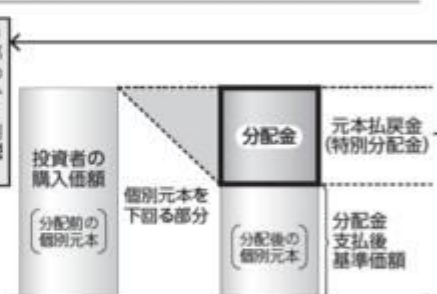 投資者の
購入価額
(分配前の
個別元本)
個別元本を
下回る部分
分配金
(分配後の
個別元本)
元本払戻金
(特別分配金)
分配金
支払後
基準価額